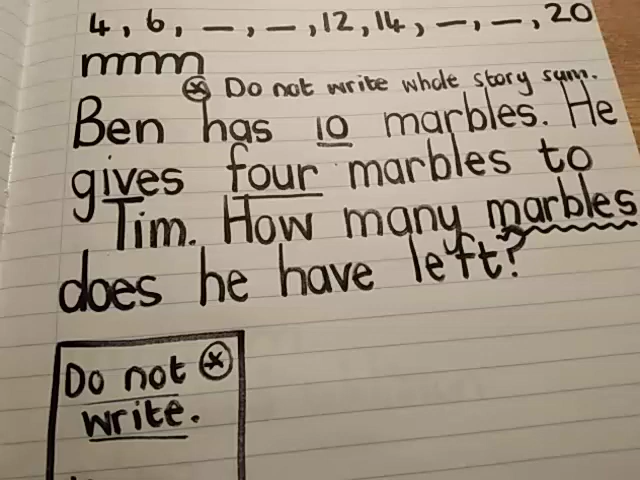 4, 6, __, __, 12, 14, __, __, 20
⊛ Do not write whole story sum.
Ben has 10 marbles. He
gives four marbles to
Tim. How many marbles
does he have left?
Do not ⊛
write.